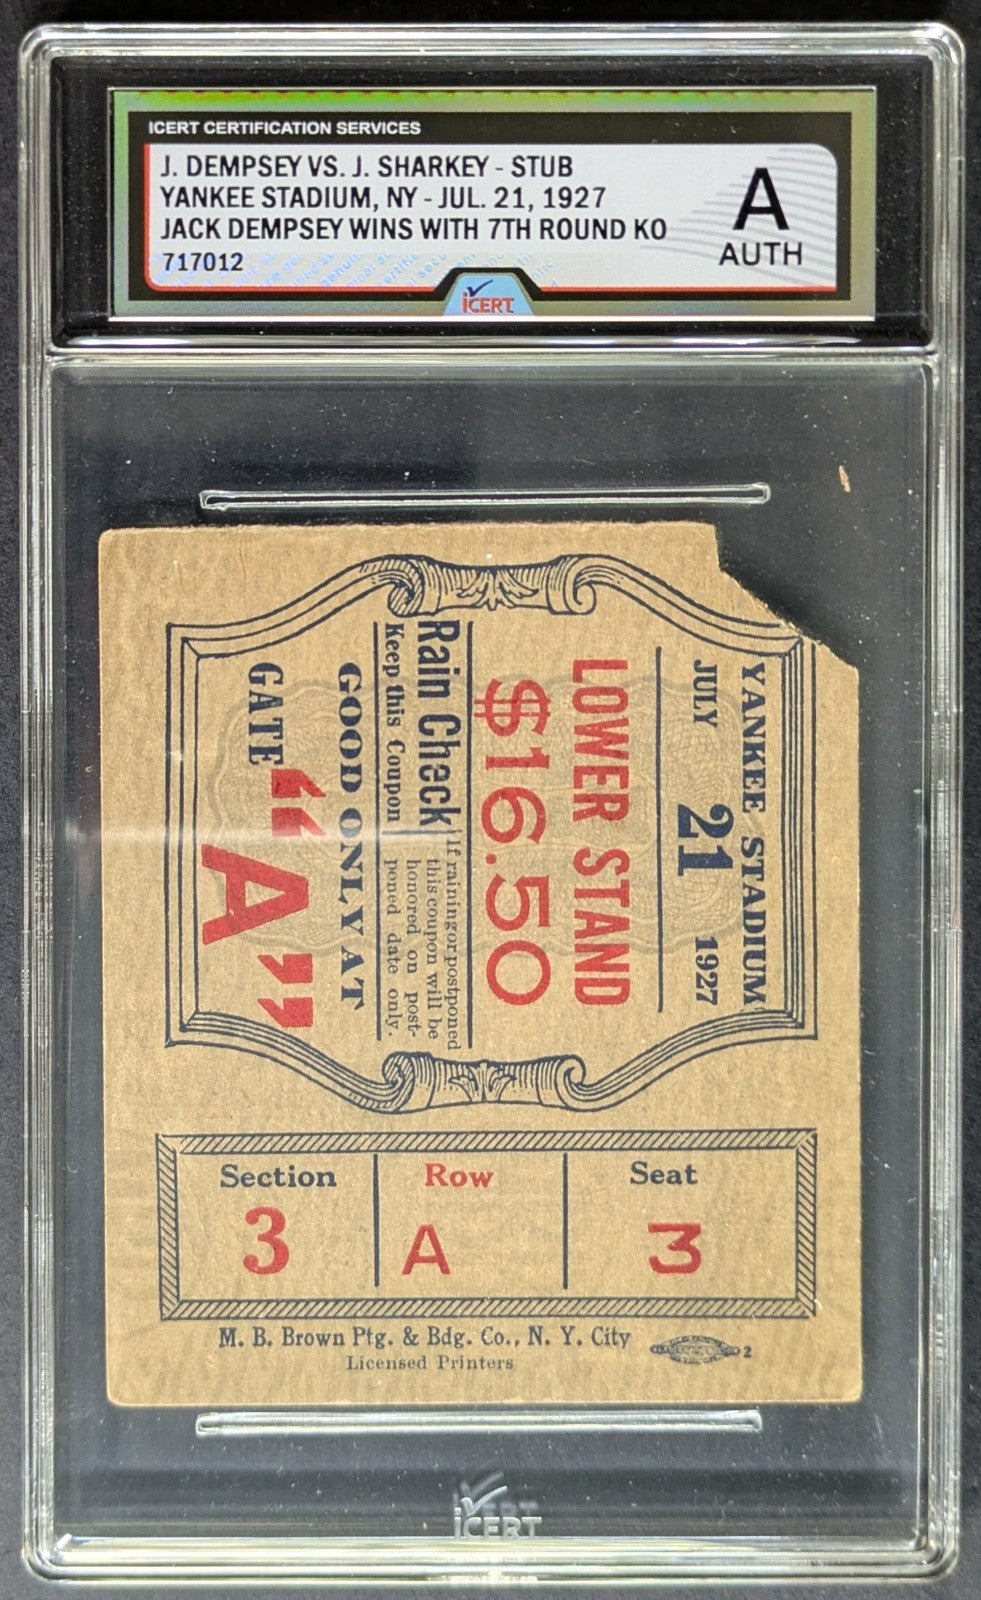 ICERT CERTIFICATION SERVICES
J. DEMPSEY VS. J. SHARKEY - STUB
YANKEE STADIUM, NY - JUL. 21, 1927
JACK DEMPSEY WINS WITH 7TH ROUND KO
717012
A
AUTH
iCERT
YANKEE STADIUM
JULY 21 1927
LOWER STAND
$16.50
Rain Check
Keep this Coupon
If raining or postponed
this coupon will be
honored on post-
poned date only.
GOOD ONLY AT
GATE "A"
Section Row Seat
3 A 3
M. B. Brown Ptg. & Bdg. Co., N. Y. City
Licensed Printers
2
iCERT